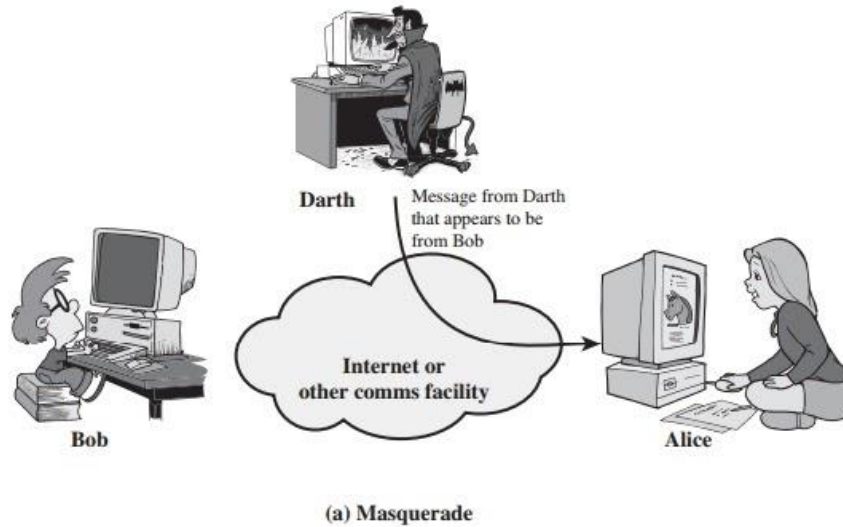 Darth
Message from Darth
that appears to be
from Bob
Internet or
other comms facility
Bob
Alice
(a) Masquerade